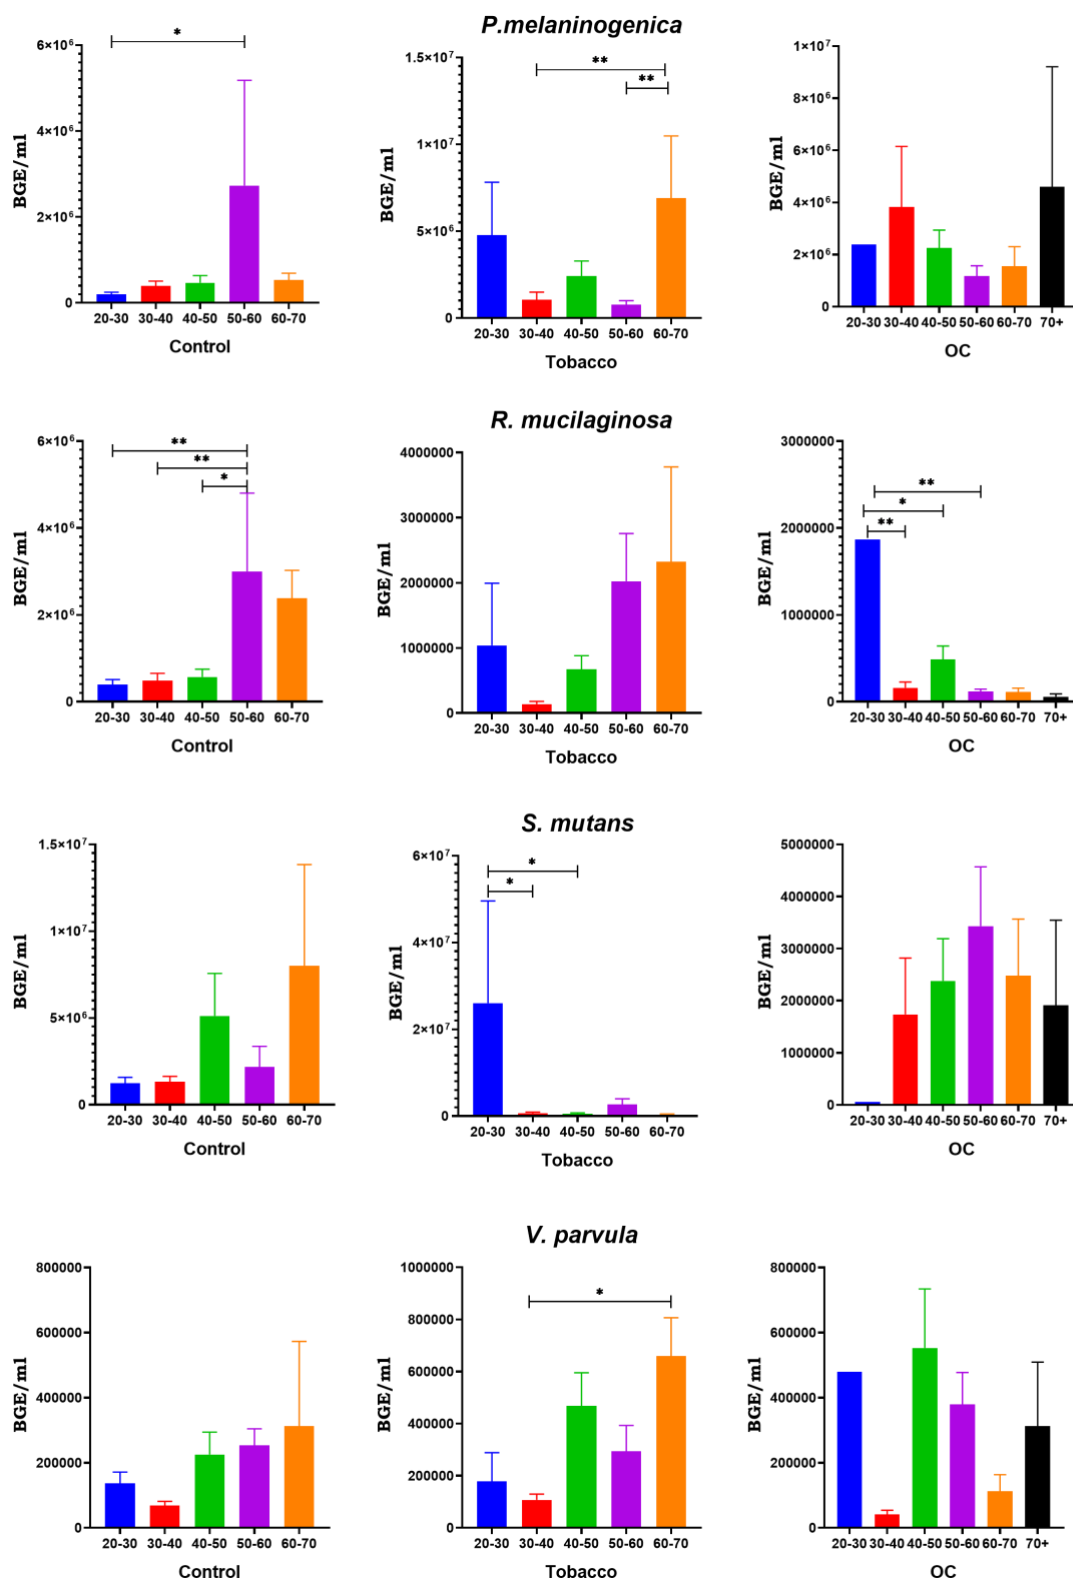 P.melaninogenica
BGE/ml
6×10⁶
4×10⁶
2×10⁶
0
*
20-30 30-40 40-50 50-60 60-70
Control
BGE/ml
1.5×10⁷
1×10⁷
5×10⁶
0
**
**
20-30 30-40 40-50 50-60 60-70
Tobacco
BGE/ml
1×10⁷
8×10⁶
6×10⁶
4×10⁶
2×10⁶
0
20-30 30-40 40-50 50-60 60-70 70+
OC
R. mucilaginosa
BGE/ml
6×10⁶
4×10⁶
2×10⁶
0
**
**
*
20-30 30-40 40-50 50-60 60-70
Control
BGE/ml
4000000
3000000
2000000
1000000
0
20-30 30-40 40-50 50-60 60-70
Tobacco
BGE/ml
3000000
2000000
1000000
0
**
*
**
20-30 30-40 40-50 50-60 60-70 70+
OC
S. mutans
BGE/ml
1.5×10⁷
1×10⁷
5×10⁶
0
20-30 30-40 40-50 50-60 60-70
Control
BGE/ml
6×10⁷
4×10⁷
2×10⁷
0
*
*
20-30 30-40 40-50 50-60 60-70
Tobacco
BGE/ml
5000000
4000000
3000000
2000000
1000000
0
20-30 30-40 40-50 50-60 60-70 70+
OC
V. parvula
BGE/ml
800000
600000
400000
200000
0
20-30 30-40 40-50 50-60 60-70
Control
BGE/ml
1000000
800000
600000
400000
200000
0
*
20-30 30-40 40-50 50-60 60-70
Tobacco
BGE/ml
800000
600000
400000
200000
0
20-30 30-40 40-50 50-60 60-70 70+
OC